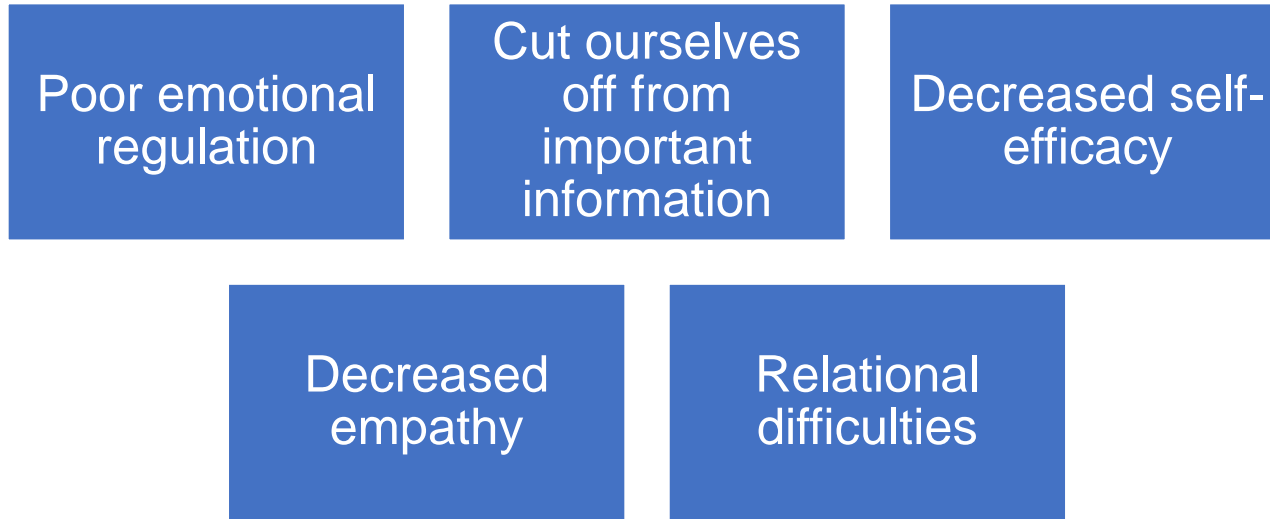 Poor emotional
regulation
Cut ourselves
off from
important
information
Decreased self-
efficacy
Decreased
empathy
Relational
difficulties